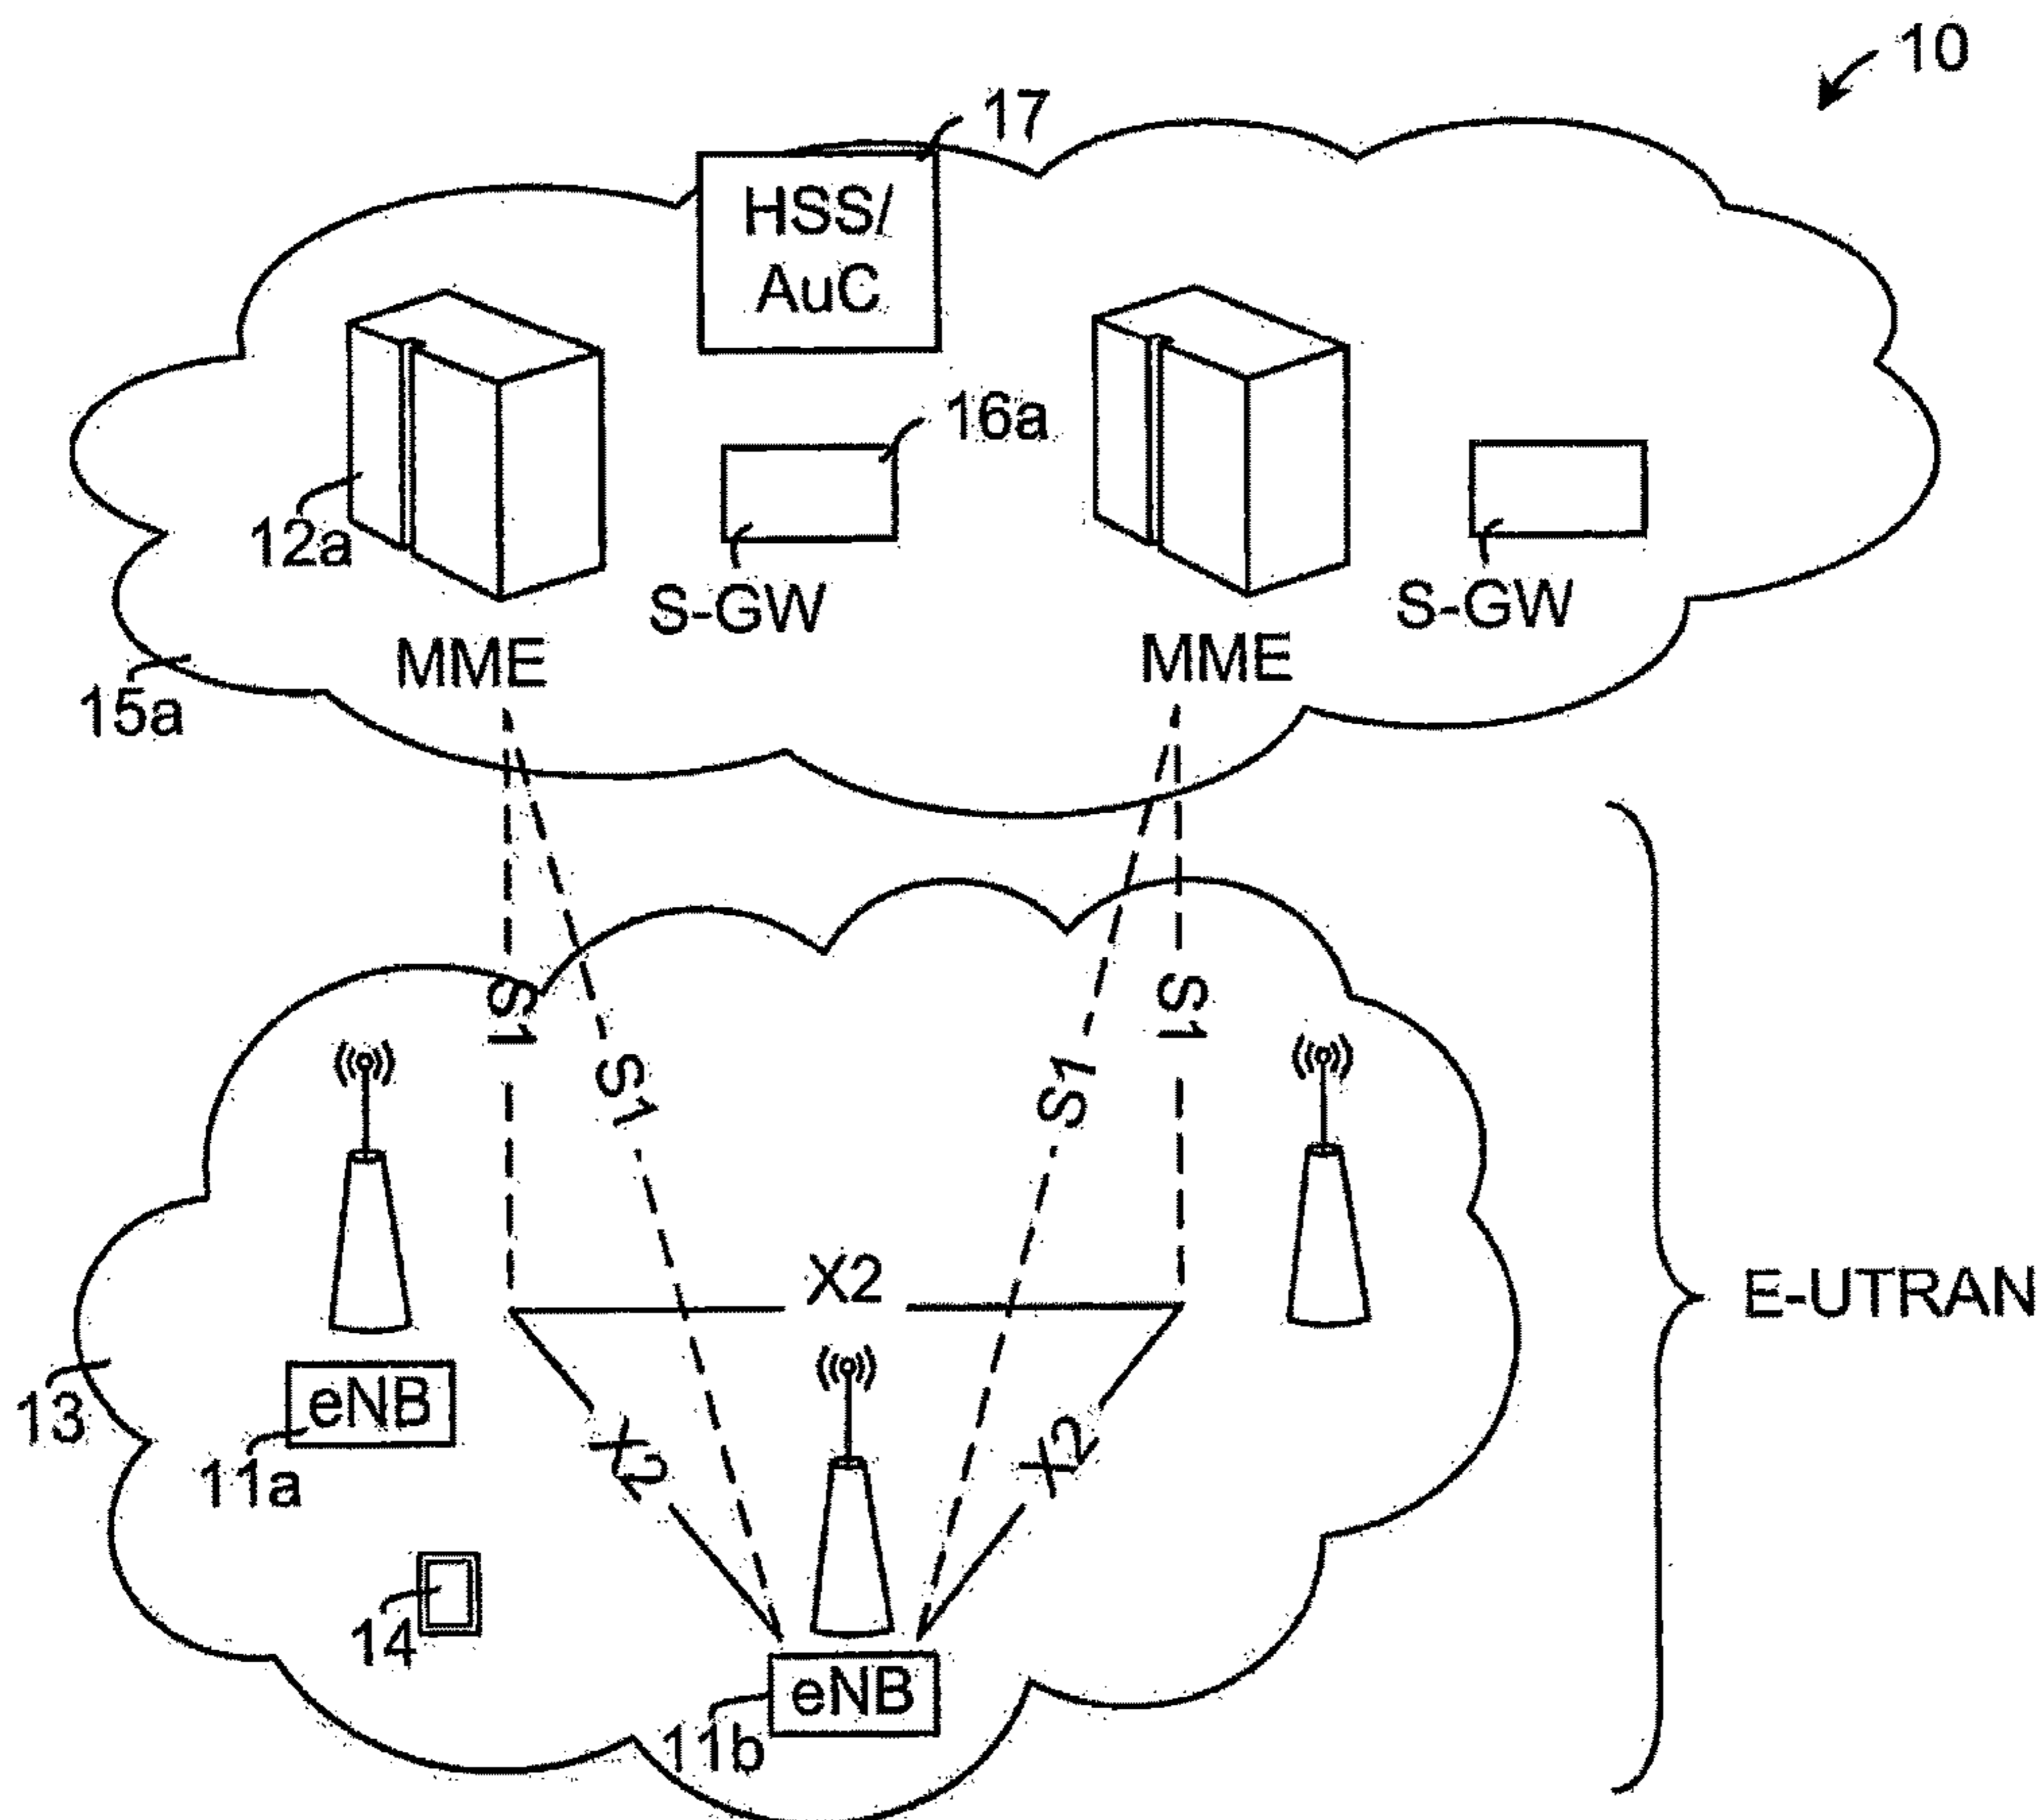 10
17
HSS/
AuC
16a
12a
S-GW
S-GW
MME
MME
15a
S1
S1
S1
S1
X2
E-UTRAN
13
eNB
11a
X2
X2
14
eNB
11b